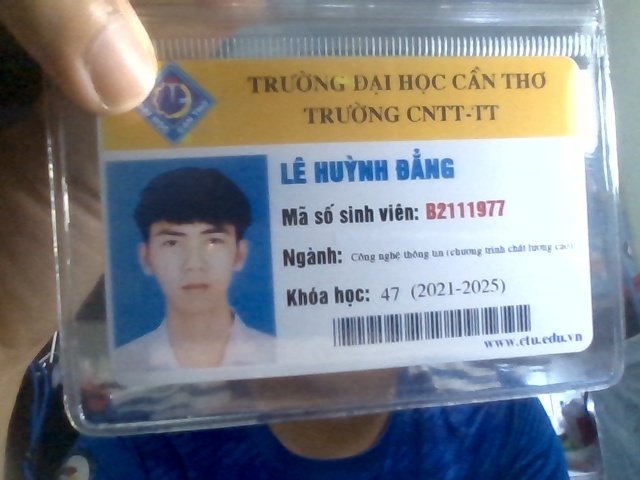 TRƯỜNG ĐẠI HỌC CẦN THƠ
TRƯỜNG CNTT-TT
LÊ HUỲNH ĐẲNG
Mã số sinh viên: B2111977
Ngành: Công nghệ thông tin (chương trình chất lượng cao)
Khóa học: 47 (2021-2025)
www.ctu.edu.vn